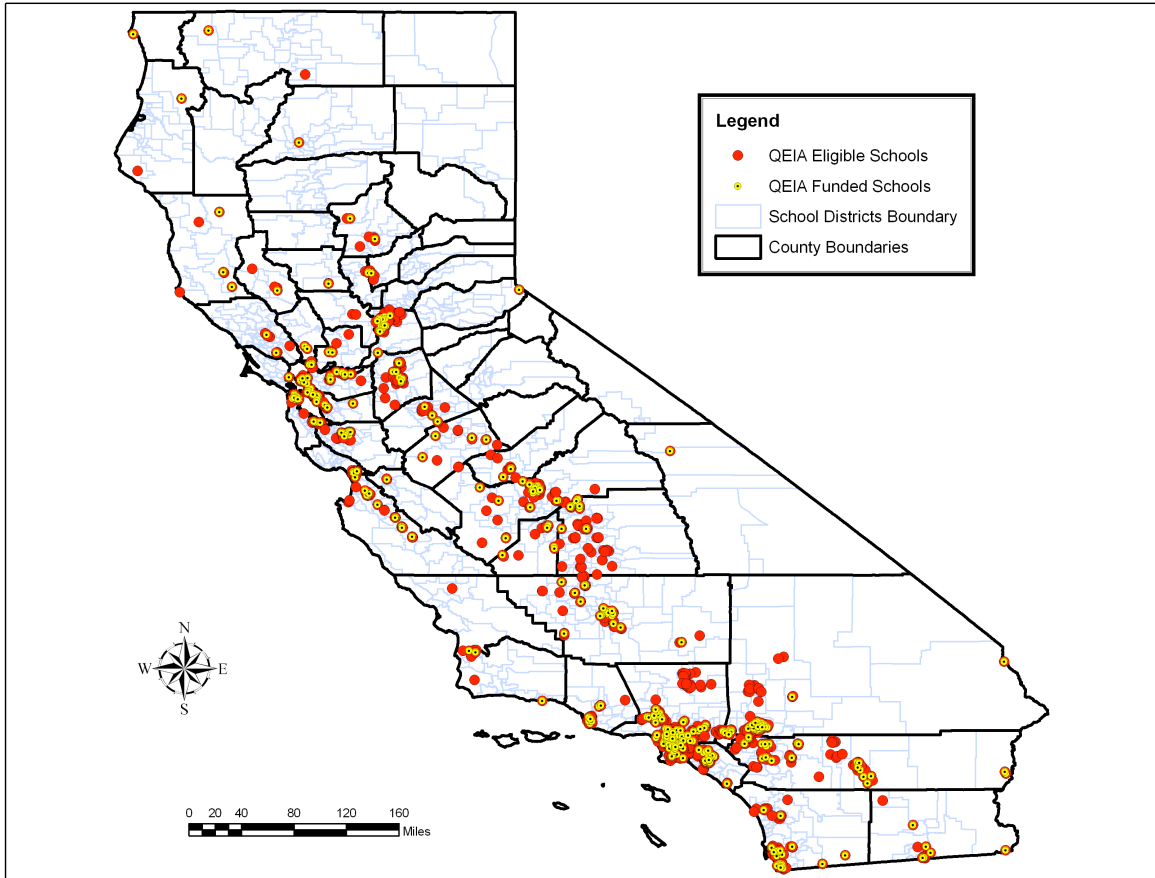 Legend
QEIA Eligible Schools
QEIA Funded Schools
School Districts Boundary
County Boundaries
N
W E
S
0 20 40 80 120 160
Miles